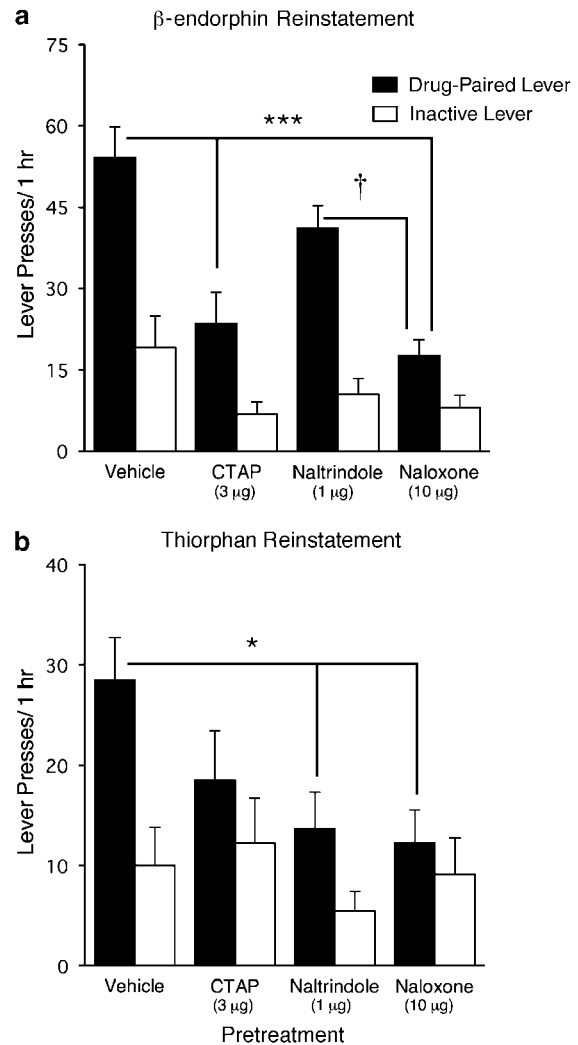 a
β-endorphin Reinstatement
75
60
45
30
15
0
Lever Presses/ 1 hr
Drug-Paired Lever
Inactive Lever
***
†
Vehicle CTAP Naltrindole Naloxone
(3 μg) (1 μg) (10 μg)
b
Thiorphan Reinstatement
40
30
20
10
0
Lever Presses/ 1 hr
*
Vehicle CTAP Naltrindole Naloxone
(3 μg) (1 μg) (10 μg)
Pretreatment